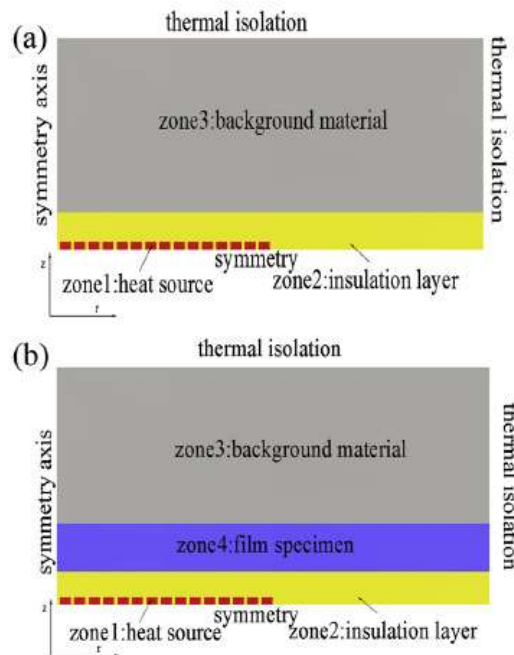 thermal isolation
(a)
symmetry axis
zone3:background material
thermal isolation
symmetry
z
zone1:heat source
zone2:insulation layer
r
thermal isolation
(b)
symmetry axis
zone3:background material
thermal isolation
zone4:film specimen
symmetry
z
zone1:heat source
zone2:insulation layer
r